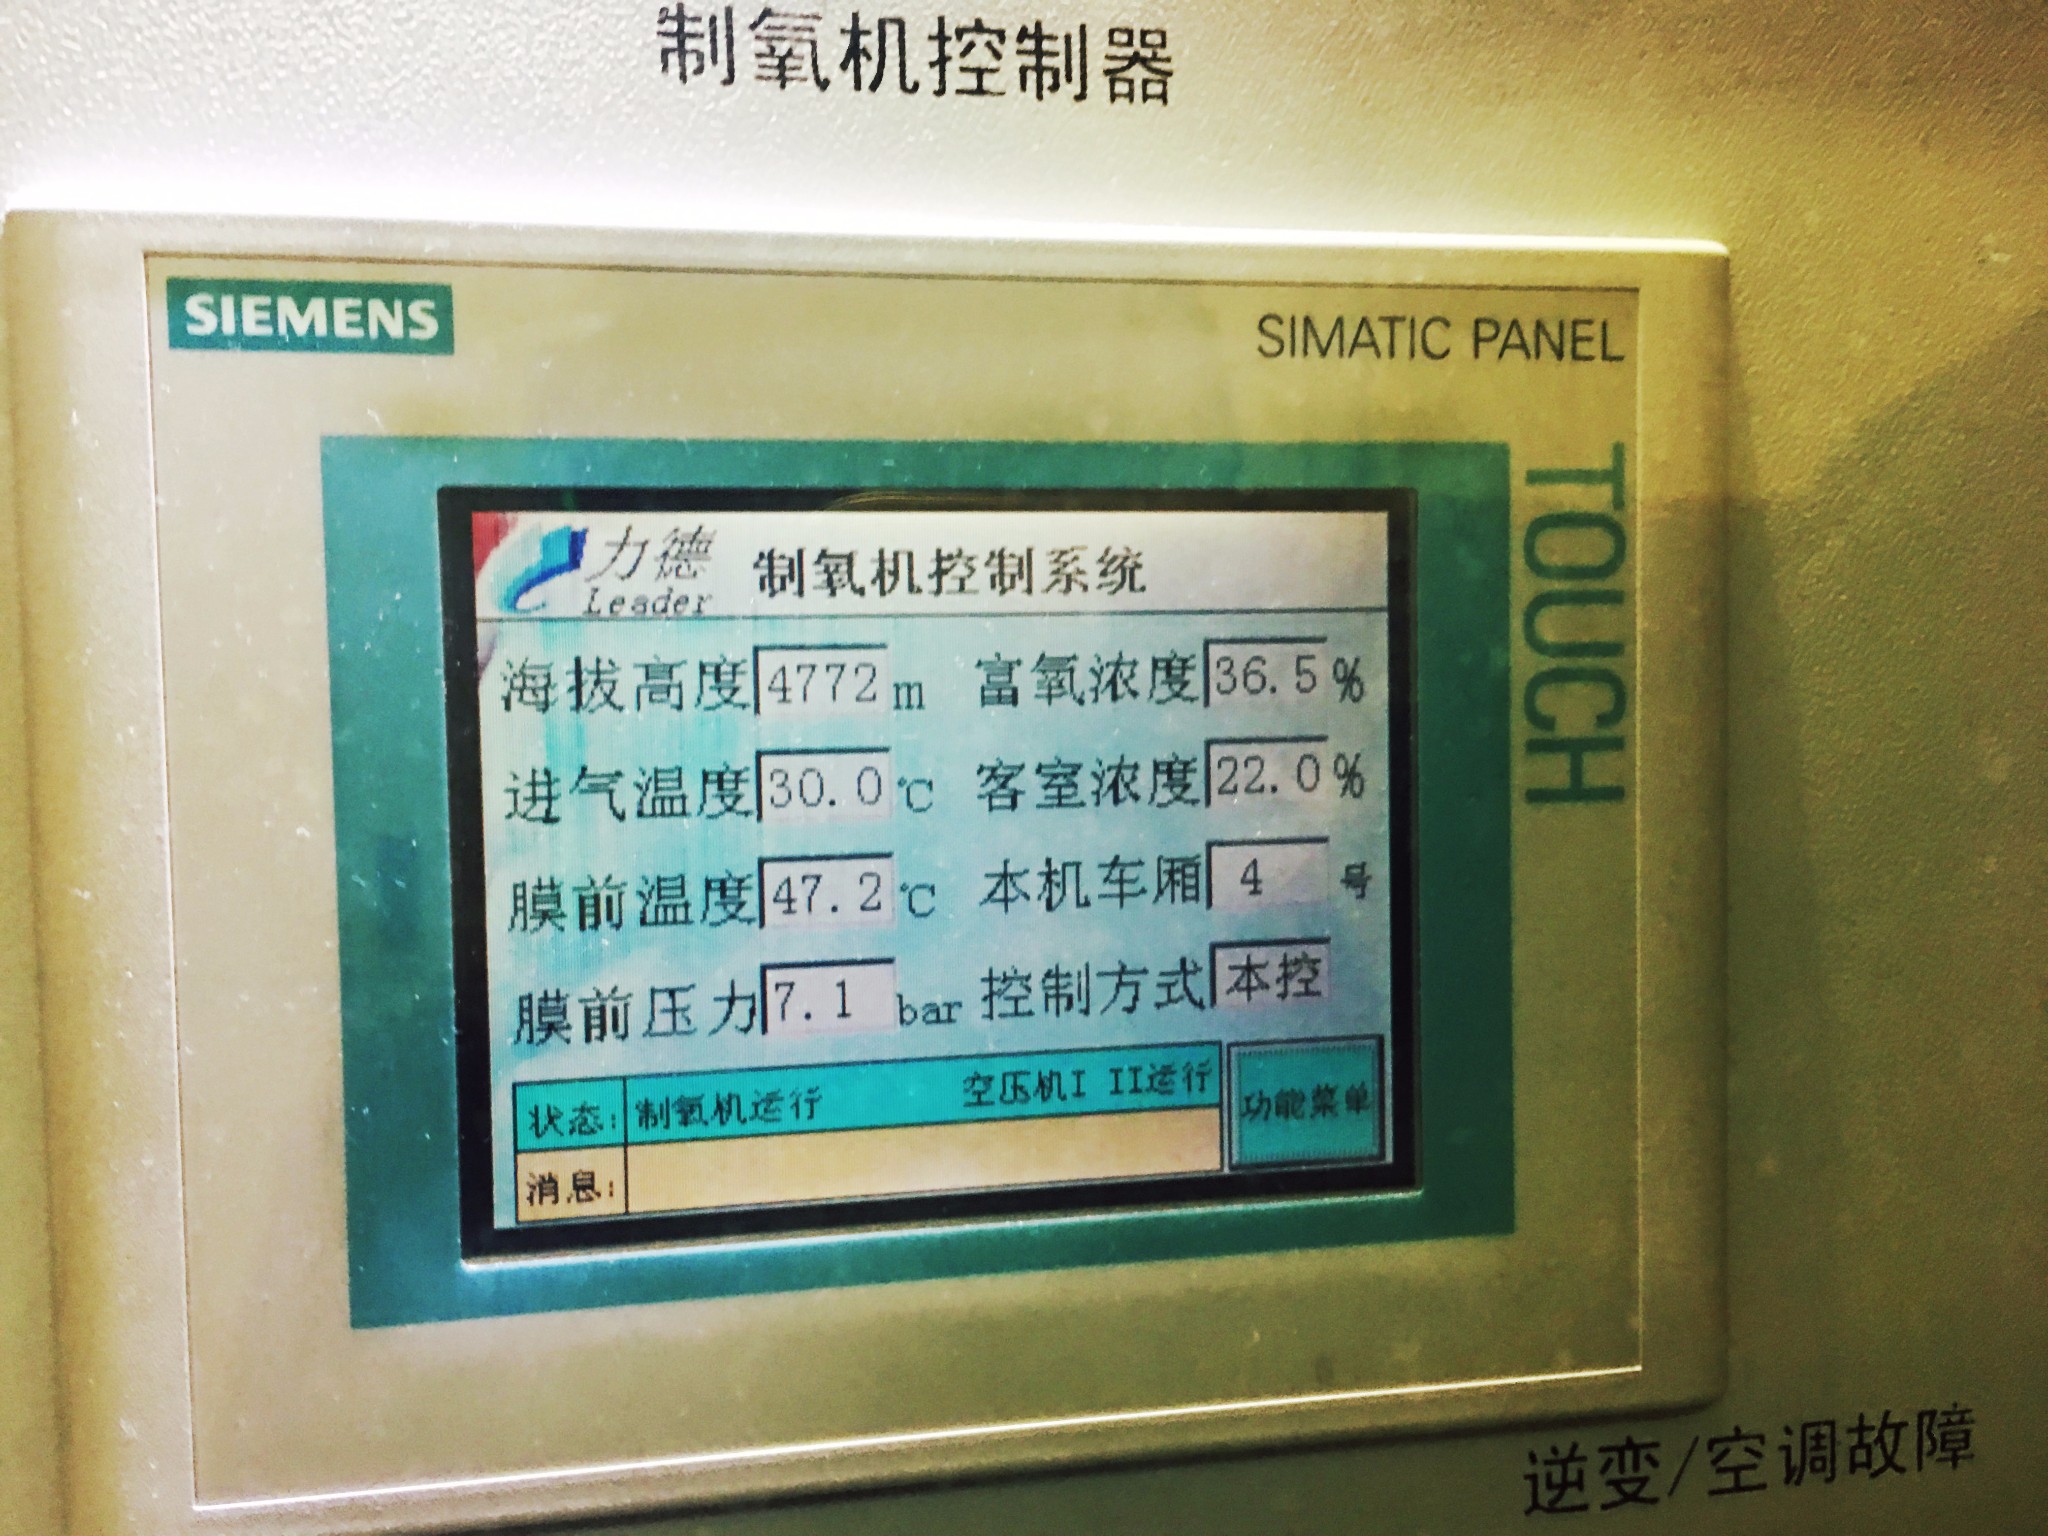 制氧机控制器
SIEMENS
SIMATIC PANEL
TOUCH
力德
Leader
制氧机控制系统
海拔高度 4772 m 富氧浓度 36.5 %
进气温度 30.0 ℃ 客室浓度 22.0 %
膜前温度 47.2 ℃ 本机车厢 4 号
膜前压力 7.1 bar 控制方式 本控
状态: 制氧机运行 空压机I II运行
功能菜单
消息:
逆变/空调故障